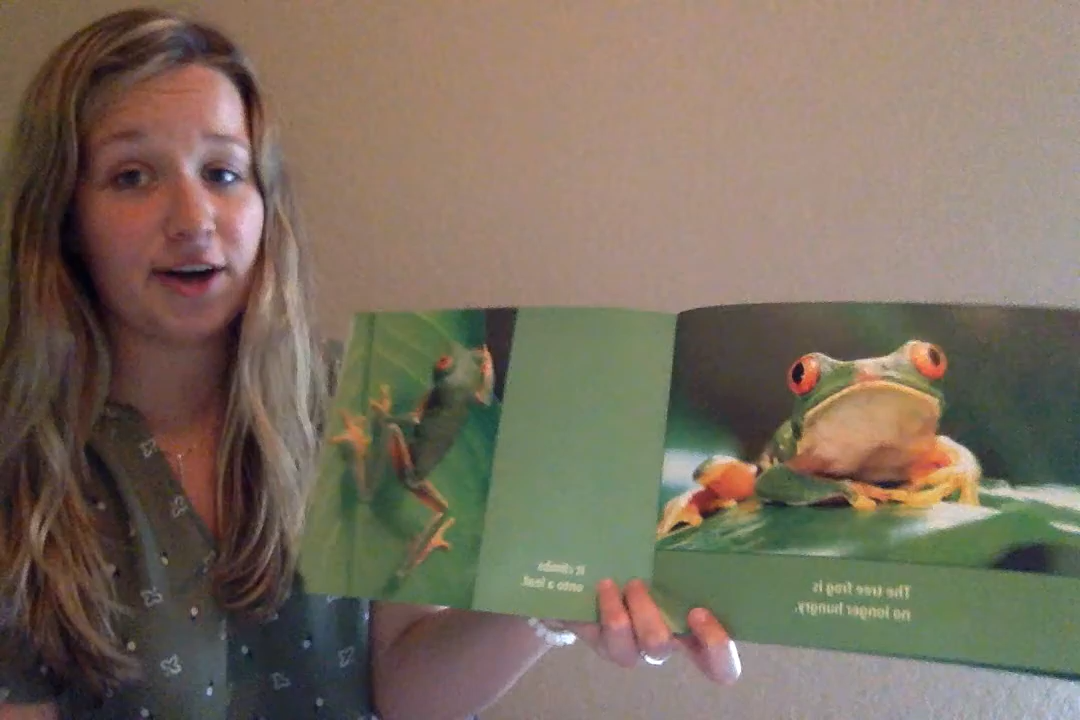 It climbs
onto a leaf.
The tree frog is
no longer hungry.